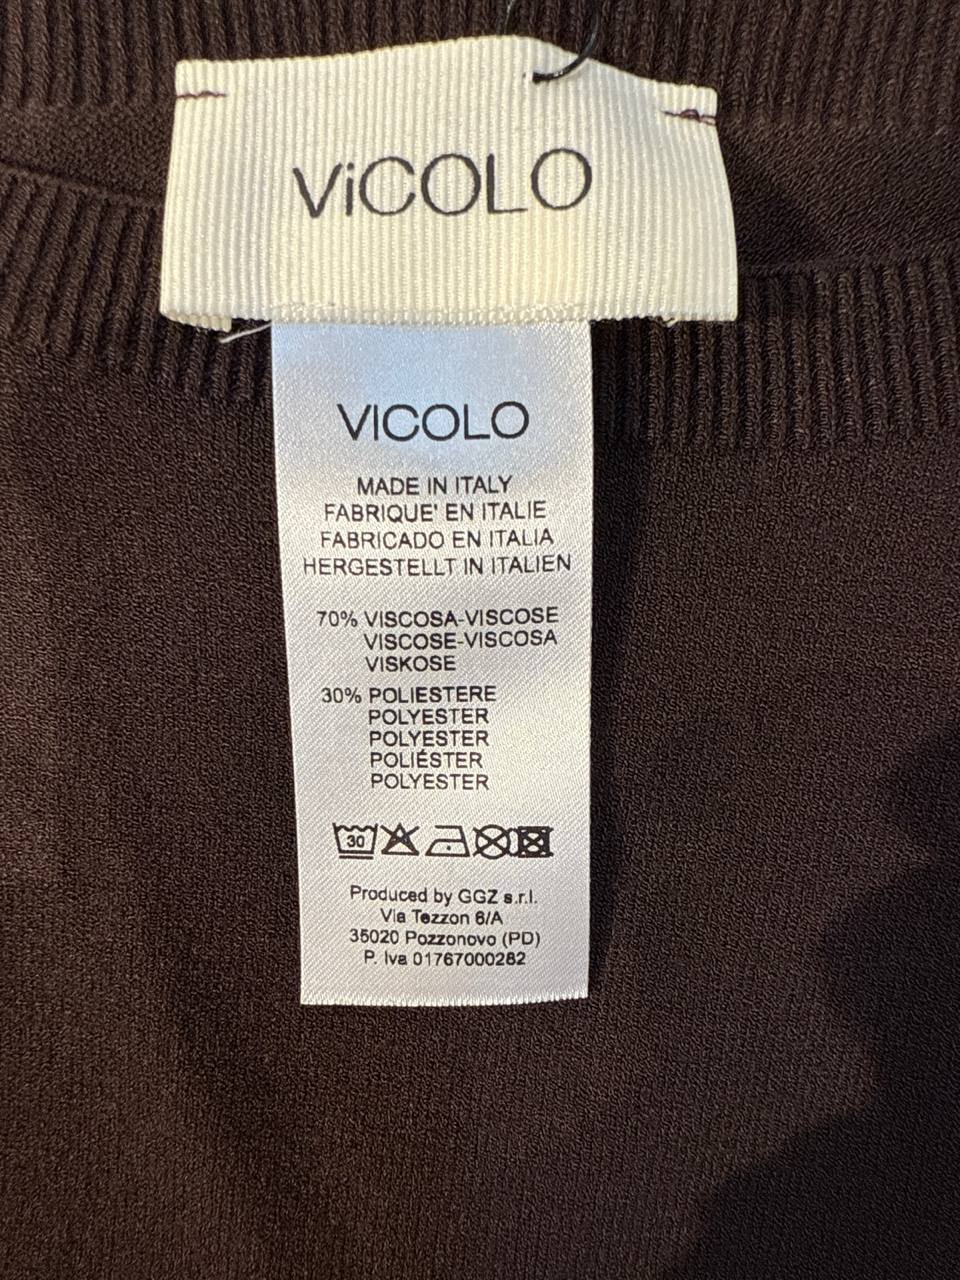 ViCOLO
VICOLO
MADE IN ITALY
FABRIQUE' EN ITALIE
FABRICADO EN ITALIA
HERGESTELLT IN ITALIEN
70% VISCOSA-VISCOSE
VISCOSE-VISCOSA
VISKOSE
30% POLIESTERE
POLYESTER
POLYESTER
POLIÉSTER
POLYESTER
30
Produced by GGZ s.r.l.
Via Tezzon 6/A
35020 Pozzonovo (PD)
P. Iva 01767000282